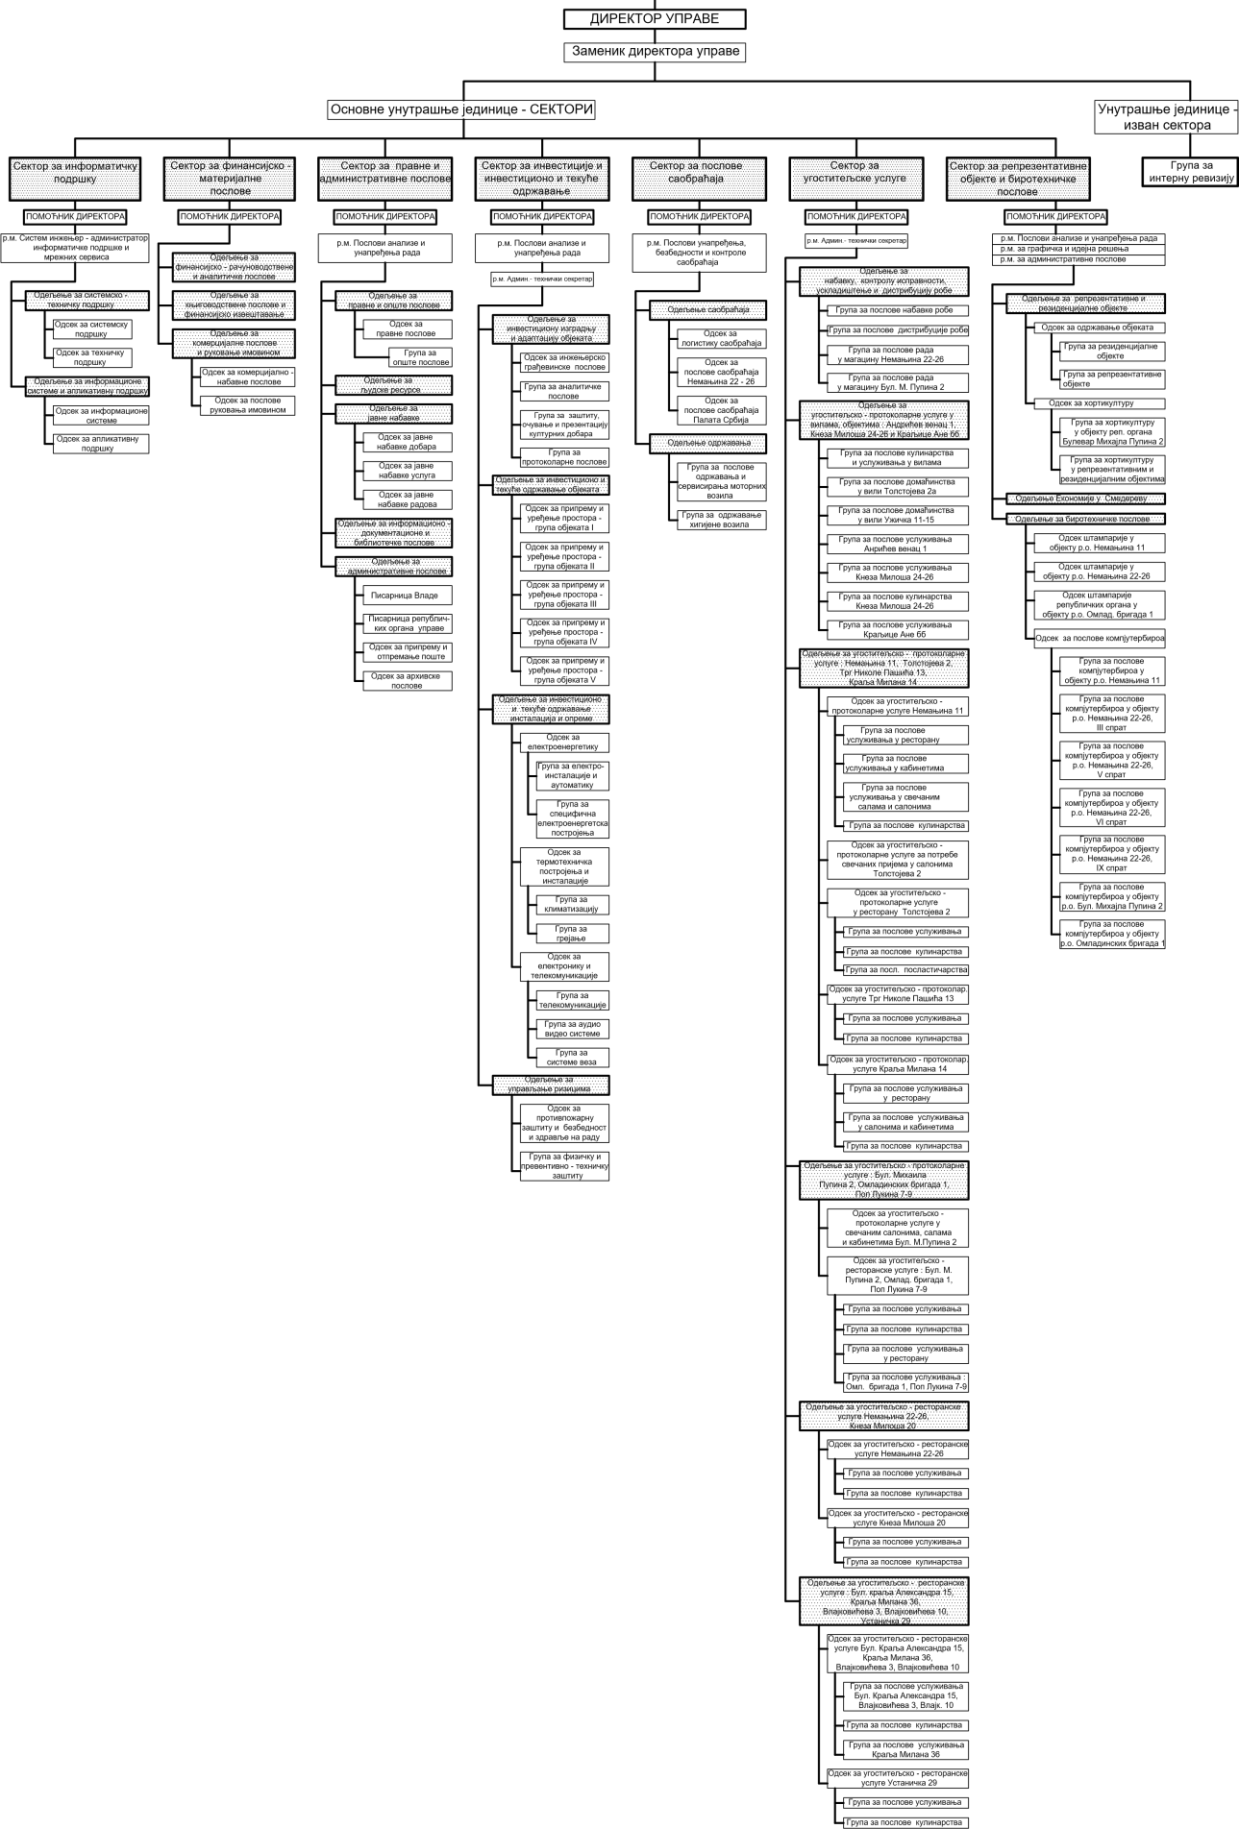 ДИРЕКТОР УПРАВЕ
Заменик директора управе
Основне унутрашње јединице - СЕКТОРИ
Унутрашње јединице -
изван сектора
Група за
интерну ревизију
Сектор за информатичку
подршку
ПОМОЋНИК ДИРЕКТОРА
р.м. Систем инжењер - администратор
информатичке подршке и
мрежних сервиса
Одељење за системско -
техничку подршку
Одсек за системску
подршку
Одсек за техничку
подршку
Одељење за информационе
системе и апликативну подршку
Одсек за информационе
системе
Одсек за апликативну
подршку
Сектор за финансијско -
материјалне
послове
ПОМОЋНИК ДИРЕКТОРА
Одељење за
финансијско - рачуноводствене
и аналитичке послове
Одељење за
књиговодствене послове и
финансијско извештавање
Одељење за
комерцијалне послове
и руковање имовином
Одсек за комерцијално -
набавне послове
Одсек за послове
руковања имовином
Сектор за правне и
административне послове
ПОМОЋНИК ДИРЕКТОРА
р.м. Послови анализе и
унапређења рада
Одељење за
правне и опште послове
Одсек за
правне послове
Група за
опште послове
Одељење за
људске ресурсе
Одељење за
јавне набавке
Одсек за јавне
набавке добара
Одсек за јавне
набавке услуга
Одсек за јавне
набавке радова
Одељење за информационо -
документационе и
библиотечке послове
Одељење за
административне послове
Писарница Владе
Писарница републич-
ких органа управе
Одсек за припрему и
отпремање поште
Одсек за архивске
послове
Сектор за инвестиције и
инвестиционо и текуће
одржавање
ПОМОЋНИК ДИРЕКТОРА
р.м. Послови анализе и
унапређења рада
р.м. Админ.- технички секретар
Одељење за
инвестициону изградњу
и адаптацију објеката
Одсек за инжењерско
грађевинске послове
Група за аналитичке
послове
Група за заштиту,
очување и презентацију
културних добара
Група за
протоколарне послове
Одељење за инвестиционо и
текуће одржавање објеката
Одсек за припрему и
уређење простора -
група објеката I
Одсек за припрему и
уређење простора -
група објеката II
Одсек за припрему и
уређење простора -
група објеката III
Одсек за припрему и
уређење простора -
група објеката IV
Одсек за припрему и
уређење простора -
група објеката V
Одељење за инвестиционо
и текуће одржавање
инсталација и опреме
Одсек за
електроенергетику
Група за електро-
инсталације и
аутоматику
Група за
специфична
електроенергетска
постројења
Одсек за
термотехничка
постројења и
инсталације
Група за
климатизацију
Група за
грејање
Одсек за
електронику и
телекомуникације
Група за
телекомуникације
Група за аудио
видео системе
Група за
системе веза
Одељење за
управљање ризицима
Одсек за
противпожарну
заштиту и безбедност
и здравље на раду
Група за физичку и
превентивно - техничку
заштиту
Сектор за послове
саобраћаја
ПОМОЋНИК ДИРЕКТОРА
р.м. Послови унапређења,
безбедности и контроле
саобраћаја
Одељење саобраћаја
Одсек за
логистику саобраћаја
Одсек за
послове саобраћаја
Немањина 22 - 26
Одсек за
послове саобраћаја
Палата Србија
Одељење одржавања
Група за послове
одржавања и
сервисирања моторних
возила
Група за одржавање
хигијене возила
Сектор за
угоститељске услуге
ПОМОЋНИК ДИРЕКТОРА
р.м. Админ.- технички секретар
Одељење за
набавку, контролу исправности,
ускладиштење и дистрибуцију робе
Група за послове набавке робе
Група за послове дистрибуције робе
Група за послове рада
у магацину Немањина 22-26
Група за послове рада
у магацину Бул. М. Пупина 2
Одељење за
угоститељско - протоколарне услуге у
вилама, објектима : Андрићев венац 1,
Кнеза Милоша 24-26 и Краљице Ане бб
Група за послове кулинарства
и услуживања у вилама
Група за послове домаћинства
у вили Толстојева 2а
Група за послове домаћинства
у вили Ужичка 11-15
Група за послове услуживања
Анрићев венац 1
Група за послове услуживања
Кнеза Милоша 24-26
Група за послове кулинарства
Кнеза Милоша 24-26
Група за послове услуживања
Краљице Ане бб
Одељење за угоститељско - протоколарне
услуге : Немањина 11, Толстојева 2,
Трг Николе Пашића 13,
Краља Милана 14
Одсек за угоститељско -
протоколарне услуге Немањина 11
Група за послове
услуживања у ресторану
Група за послове
услуживања у кабинетима
Група за послове
услуживања у свечаним
салама и салонима
Група за послове кулинарства
Одсек за угоститељско -
протоколарне услуге за потребе
свечаних пријема у салонима
Толстојева 2
Одсек за угоститељско -
протоколарне услуге
у ресторану Толстојева 2
Група за послове услуживања
Група за послове кулинарства
Група за посл. посластичарства
Одсек за угоститељско - протоколар.
услуге Трг Николе Пашића 13
Група за послове услуживања
Група за послове кулинарства
Одсек за угоститељско - протоколар.
услуге Краља Милана 14
Група за послове услуживања
у ресторану
Група за послове услуживања
у салонима и кабинетима
Група за послове кулинарства
Одељење за угоститељско - протоколарне
услуге : Бул. Михаила
Пупина 2, Омладинских бригада 1,
Поп Лукина 7-9
Одсек за угоститељско -
протоколарне услуге у
свечаним салонима, салама
и кабинетима Бул. М.Пупина 2
Одсек за угоститељско -
ресторанске услуге : Бул. М.
Пупина 2, Омлад. бригада 1,
Поп Лукина 7-9
Група за послове услуживања
Група за послове кулинарства
Група за послове услуживања
у ресторану
Група за послове услуживања :
Омл. бригада 1, Поп Лукина 7-9
Одељење за угоститељско - ресторанске
услуге Немањина 22-26,
Кнеза Милоша 20
Одсек за угоститељско - ресторанске
услуге Немањина 22-26
Група за послове услуживања
Група за послове кулинарства
Одсек за угоститељско - ресторанске
услуге Кнеза Милоша 20
Група за послове услуживања
Група за послове кулинарства
Одељење за угоститељско - ресторанске
услуге : Бул. краља Александра 15,
Краља Милана 36,
Влајковићева 3, Влајковићева 10,
Устаничка 29
Одсек за угоститељско - ресторанске
услуге Бул. Краља Александра 15,
Краља Милана 36,
Влајковићева 3, Влајковићева 10
Група за послове услуживања
Бул. Краља Александра 15,
Влајковићева 3, Влајк. 10
Група за послове кулинарства
Група за послове услуживања
Краља Милана 36
Одсек за угоститељско - ресторанске
услуге Устаничка 29
Група за послове услуживања
Група за послове кулинарства
Сектор за репрезентативне
објекте и биротехничке
послове
ПОМОЋНИК ДИРЕКТОРА
р.м. Послови анализе и унапређења рада
р.м. за графичка и идејна решења
р.м. за административне послове
Одељење за репрезентативне и
резиденцијалне објекте
Одсек за одржавање објеката
Група за резиденцијалне
објекте
Група за репрезентативне
објекте
Одсек за хортикултуру
Група за хортикултуру
у објекту реп. органа
Булевар Михајла Пупина 2
Група за хортикултуру
у репрезентативним и
резиденцијалним објектима
Одељење Економије у Смедереву
Одељење за биротехничке послове
Одсек штампарије у
објекту р.о. Немањина 11
Одсек штампарије у
објекту р.о. Немањина 22-26
Одсек штампарије
републичких органа у
објекту р.о. Омлад. бригада 1
Одсек за послове компјутербироа
Група за послове
компјутербироа у
објекту р.о. Немањина 11
Група за послове
компјутербироа у објекту
р.о. Немањина 22-26,
III спрат
Група за послове
компјутербироа у објекту
р.о. Немањина 22-26,
V спрат
Група за послове
компјутербироа у објекту
р.о. Немањина 22-26,
VI спрат
Група за послове
компјутербироа у објекту
р.о. Немањина 22-26,
IX спрат
Група за послове
компјутербироа у објекту
р.о. Бул. Михајла Пупина 2
Група за послове
компјутербироа у објекту
р.о. Омладинских бригада 1